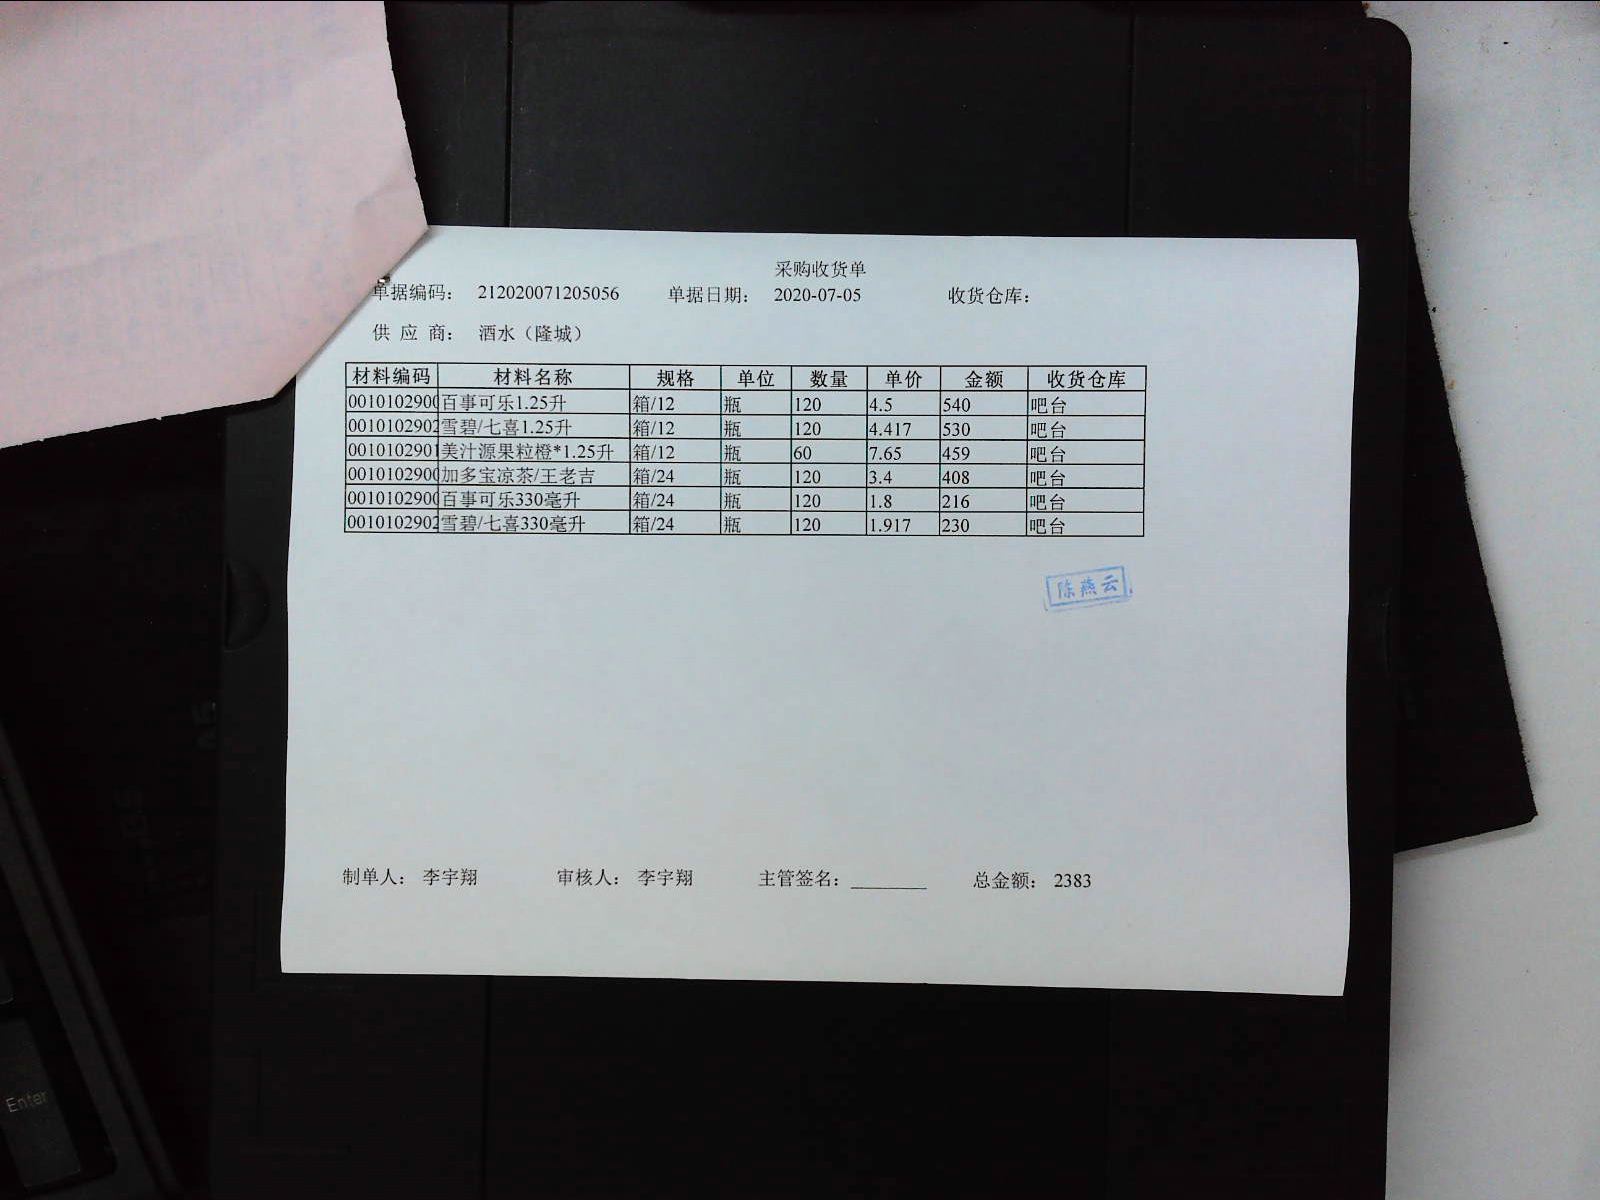 采购收货单
单据编码： 212020071205056 单据日期： 2020-07-05 收货仓库：
供 应 商： 酒水（隆城）
材料编码 材料名称 规格 单位 数量 单价 金额 收货仓库
0010102900 百事可乐1.25升 箱/12 瓶 120 4.5 540 吧台
0010102902 雪碧/七喜1.25升 箱/12 瓶 120 4.417 530 吧台
0010102901 美汁源果粒橙*1.25升 箱/12 瓶 60 7.65 459 吧台
0010102900 加多宝凉茶/王老吉 箱/24 瓶 120 3.4 408 吧台
0010102900 百事可乐330毫升 箱/24 瓶 120 1.8 216 吧台
0010102902 雪碧/七喜330毫升 箱/24 瓶 120 1.917 230 吧台
陈燕云
制单人： 李宇翔 审核人： 李宇翔 主管签名：________ 总金额： 2383
Enter